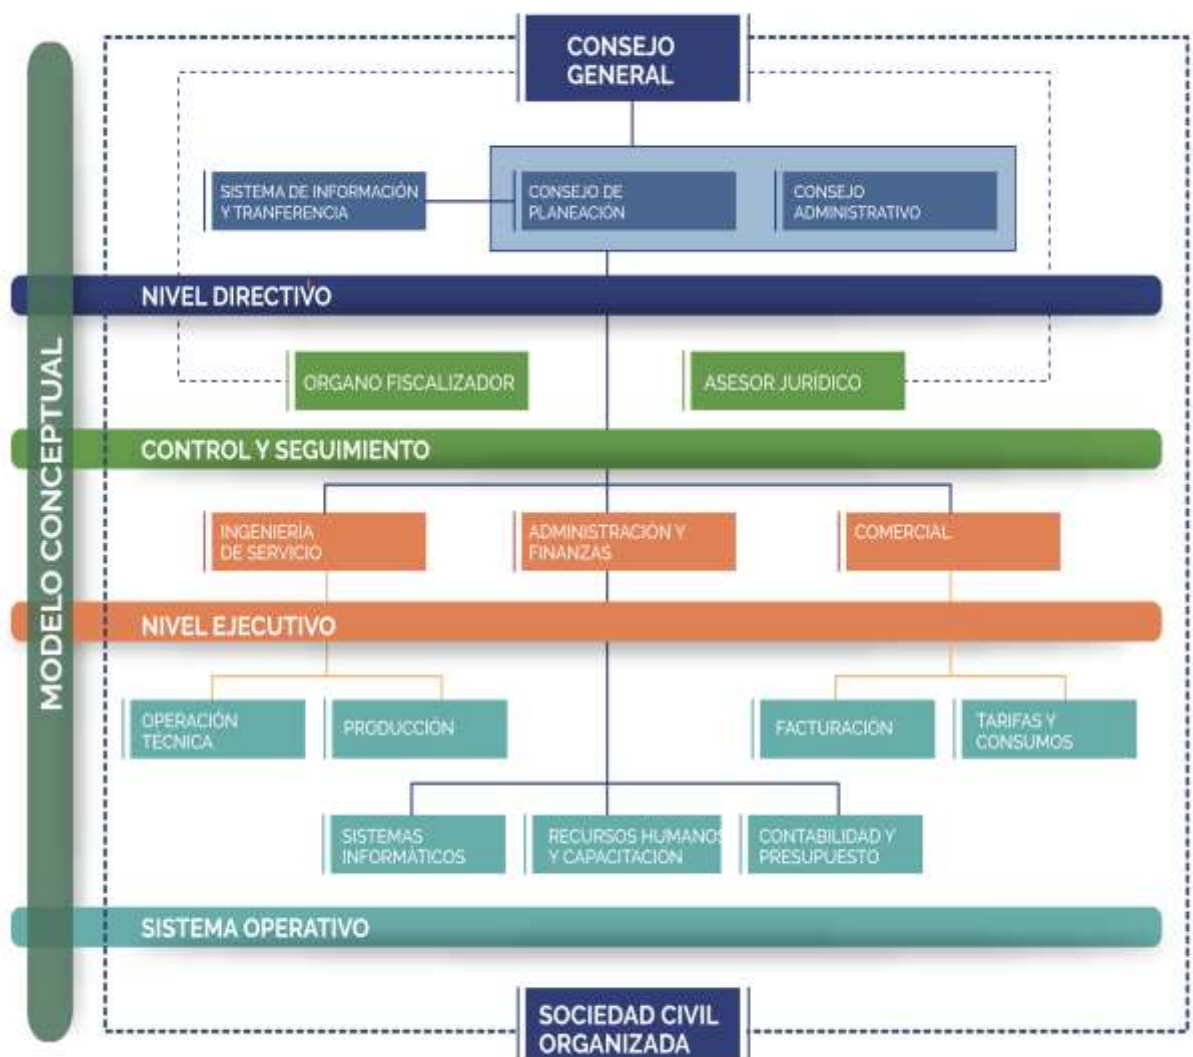 CONSEJO
GENERAL
SISTEMA DE INFORMACIÓN
Y TRANFERENCIA
CONSEJO DE
PLANEACIÓN
CONSEJO
ADMINISTRATIVO
NIVEL DIRECTIVO
ORGANO FISCALIZADOR
ASESOR JURÍDICO
CONTROL Y SEGUIMIENTO
MODELO CONCEPTUAL
INGENIERÍA
DE SERVICIO
ADMINISTRACIÓN Y
FINANZAS
COMERCIAL
NIVEL EJECUTIVO
OPERACIÓN
TÉCNICA
PRODUCCIÓN
FACTURACIÓN
TARIFAS Y
CONSUMOS
SISTEMAS
INFORMÀTICOS
RECURSOS HUMANOS
Y CAPACITACIÓN
CONTABILIDAD Y
PRESUPUESTO
SISTEMA OPERATIVO
SOCIEDAD CIVIL
ORGANIZADA